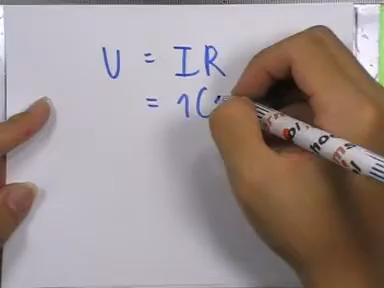 U = IR
= 1(